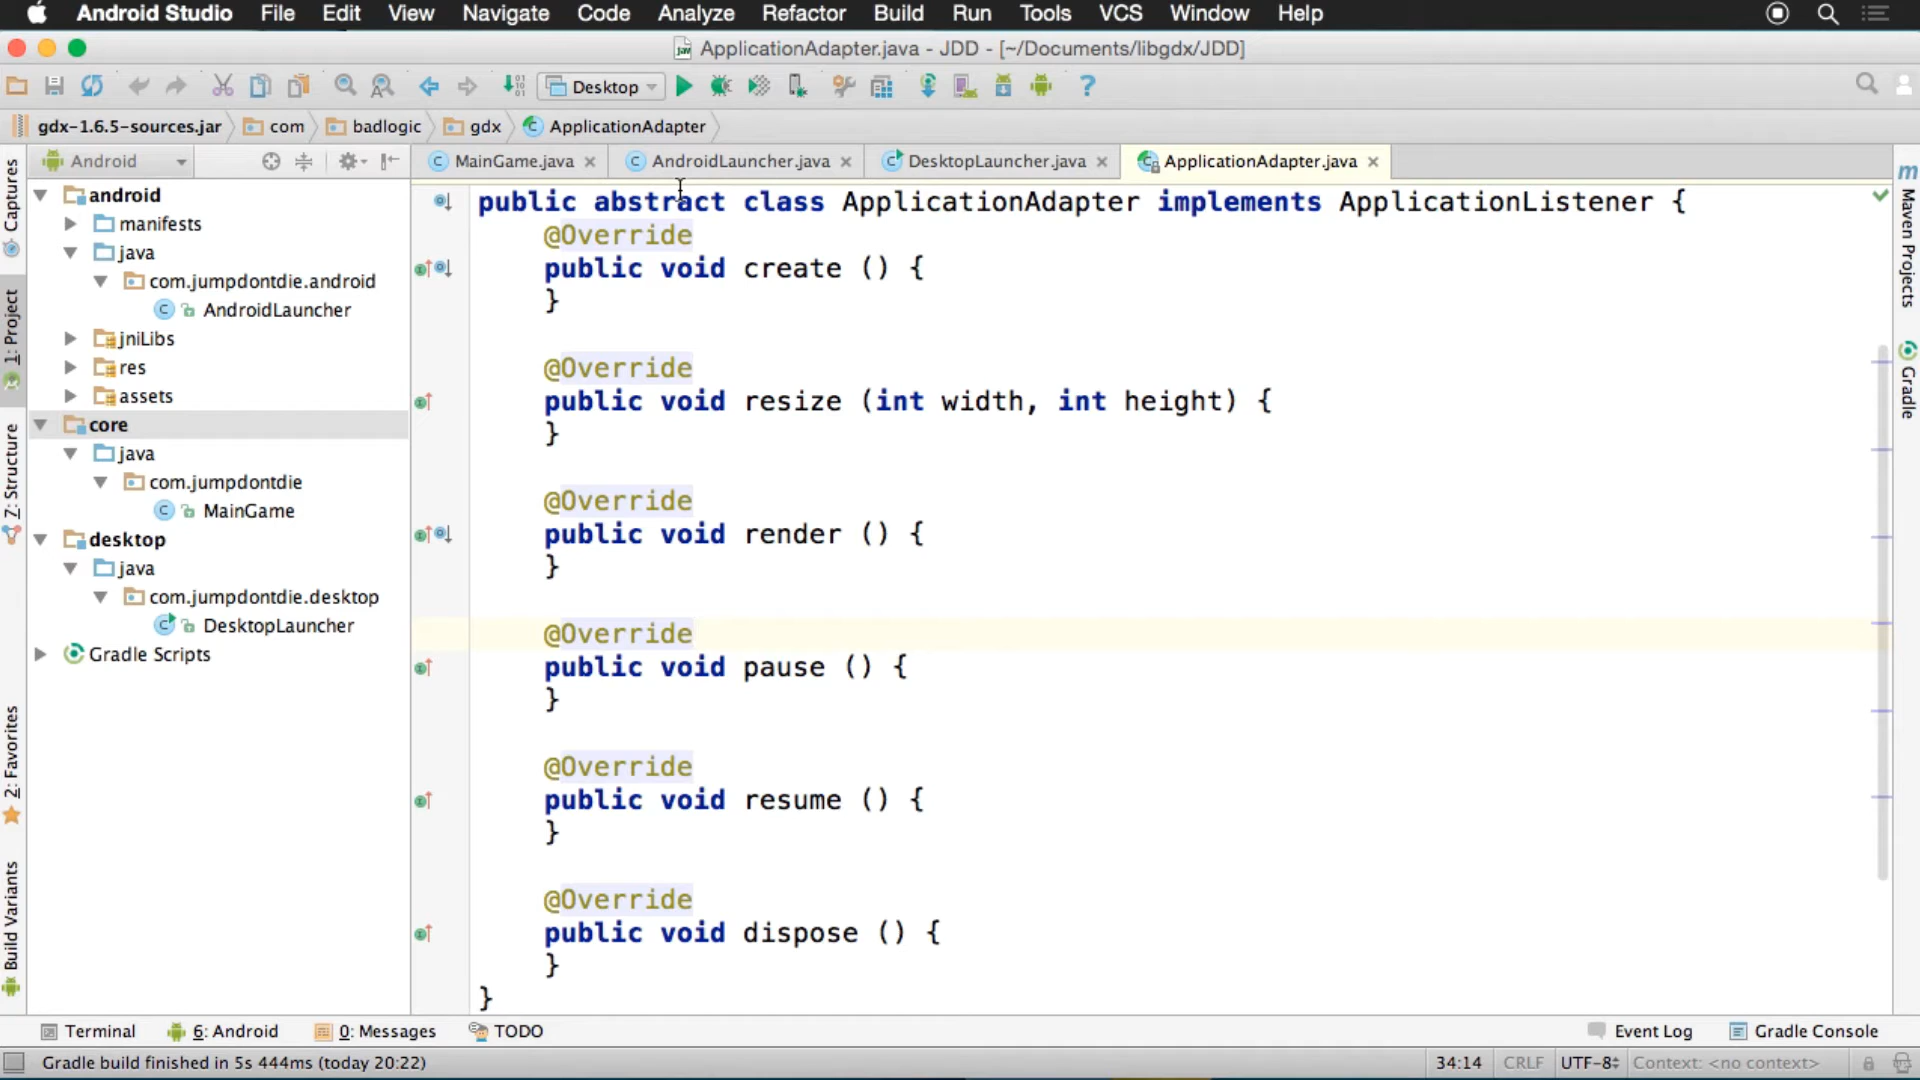 Android Studio File Edit View Navigate Code Analyze Refactor Build Run Tools VCS Window Help
ApplicationAdapter.java - JDD - [~/Documents/libgdx/JDD]
Desktop
gdx-1.6.5-sources.jar com badlogic gdx ApplicationAdapter
Android
MainGame.java AndroidLauncher.java DesktopLauncher.java ApplicationAdapter.java
Captures
1: Project
7: Structure
2: Favorites
Build Variants
android
manifests
java
com.jumpdontdie.android
AndroidLauncher
jniLibs
res
assets
core
java
com.jumpdontdie
MainGame
desktop
java
com.jumpdontdie.desktop
DesktopLauncher
Gradle Scripts
public abstract class ApplicationAdapter implements ApplicationListener {
@Override
public void create () {
}
@Override
public void resize (int width, int height) {
}
@Override
public void render () {
}
@Override
public void pause () {
}
@Override
public void resume () {
}
@Override
public void dispose () {
}
}
m
Maven Projects
Gradle
Terminal 6: Android 0: Messages TODO Event Log Gradle Console
Gradle build finished in 5s 444ms (today 20:22) 34:14 CRLF UTF-8 Context: <no context>